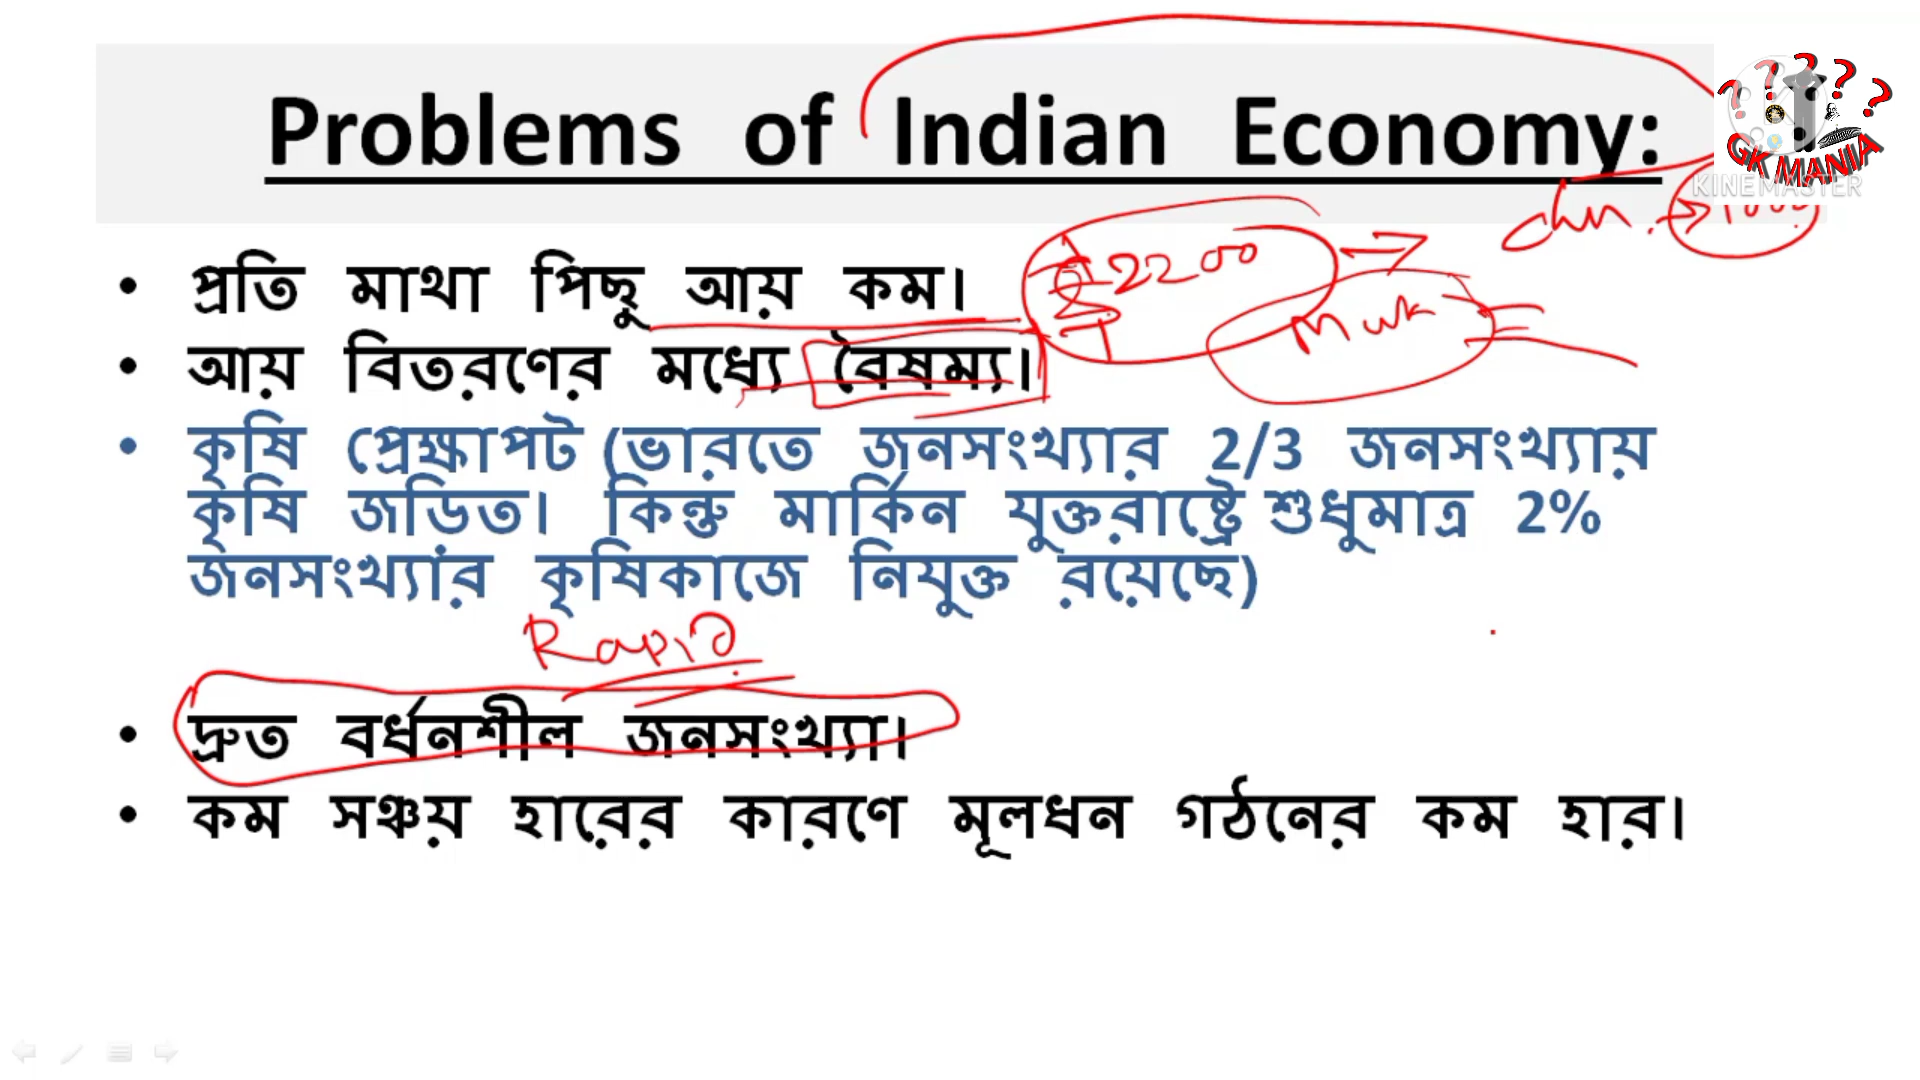 Problems of Indian Economy:
GK MANIA
KINEMASTER
• প্রতি মাথা পিছু আয় কম। $2200 →
• আয় বিতরণের মধ্যে বৈষম্য।
• কৃষি প্রেক্ষাপট (ভারতে জনসংখ্যার 2/3 জনসংখ্যায়
কৃষি জড়িত। কিন্তু মার্কিন যুক্তরাষ্ট্রে শুধুমাত্র 2%
জনসংখ্যার কৃষিকাজে নিযুক্ত রয়েছে)
Rapid
• দ্রুত বর্ধনশীল জনসংখ্যা।
• কম সঞ্চয় হারের কারণে মূলধন গঠনের কম হার।